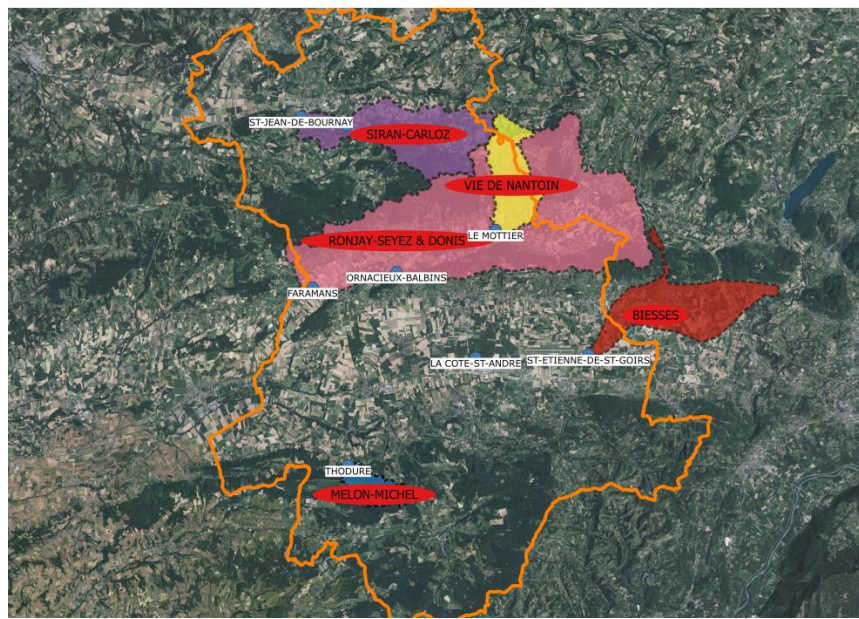 ST-JEAN-DE-BOURNAY
SIRAN-CARLOZ
VIE DE NANTOIN
LE MOTTIER
RONJAY-SEYEZ & DONIS
ORNACIEUX-BALBINS
FARAMANS
BIESSES
LA COTE-ST-ANDRE
ST-ETIENNE-DE-ST-GOIRS
THODURE
MELON-MICHEL